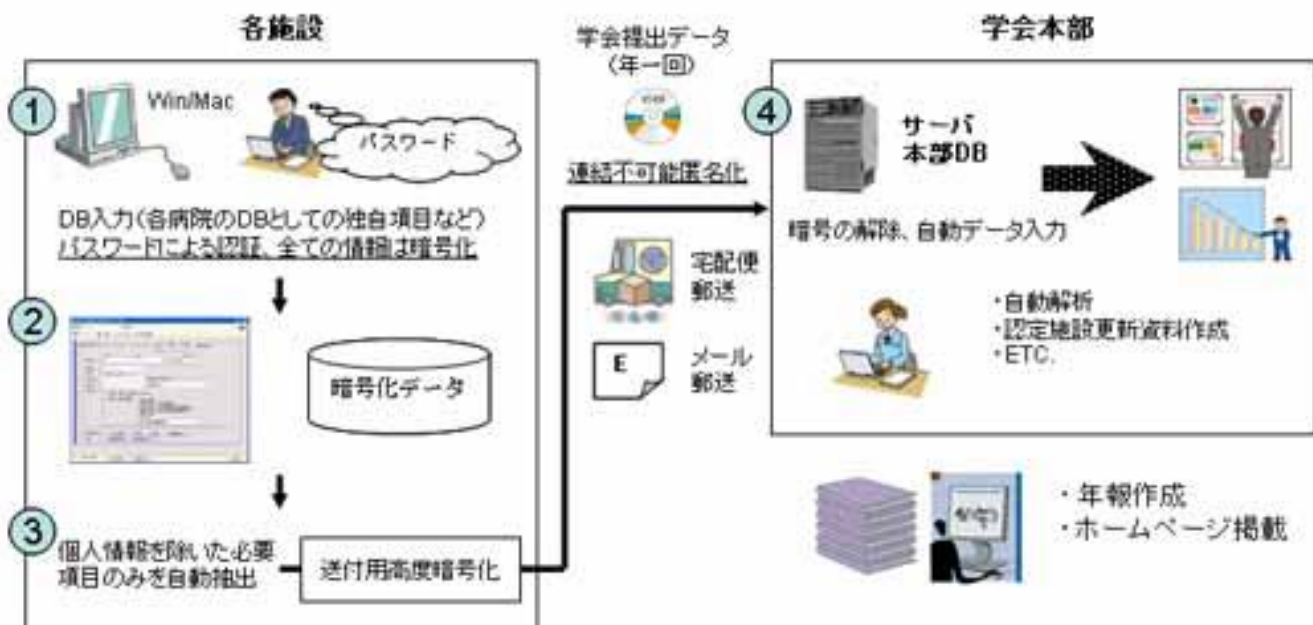 各施設
1
Win/Mac
パスワード
DB入力(各病院のDBとしての独自項目など)
パスワードによる認証、全ての情報は暗号化
2
暗号化データ
3
個人情報を除いた必要
項目のみを自動抽出
送付用高度暗号化
学会提出データ
(年一回)
連結不可能匿名化
宅配便
郵送
E
メール
郵送
学会本部
4
サーバ
本部DB
暗号の解除、自動データ入力
・自動解析
・認定施設更新資料作成
・ETC.
・年報作成
・ホームページ掲載